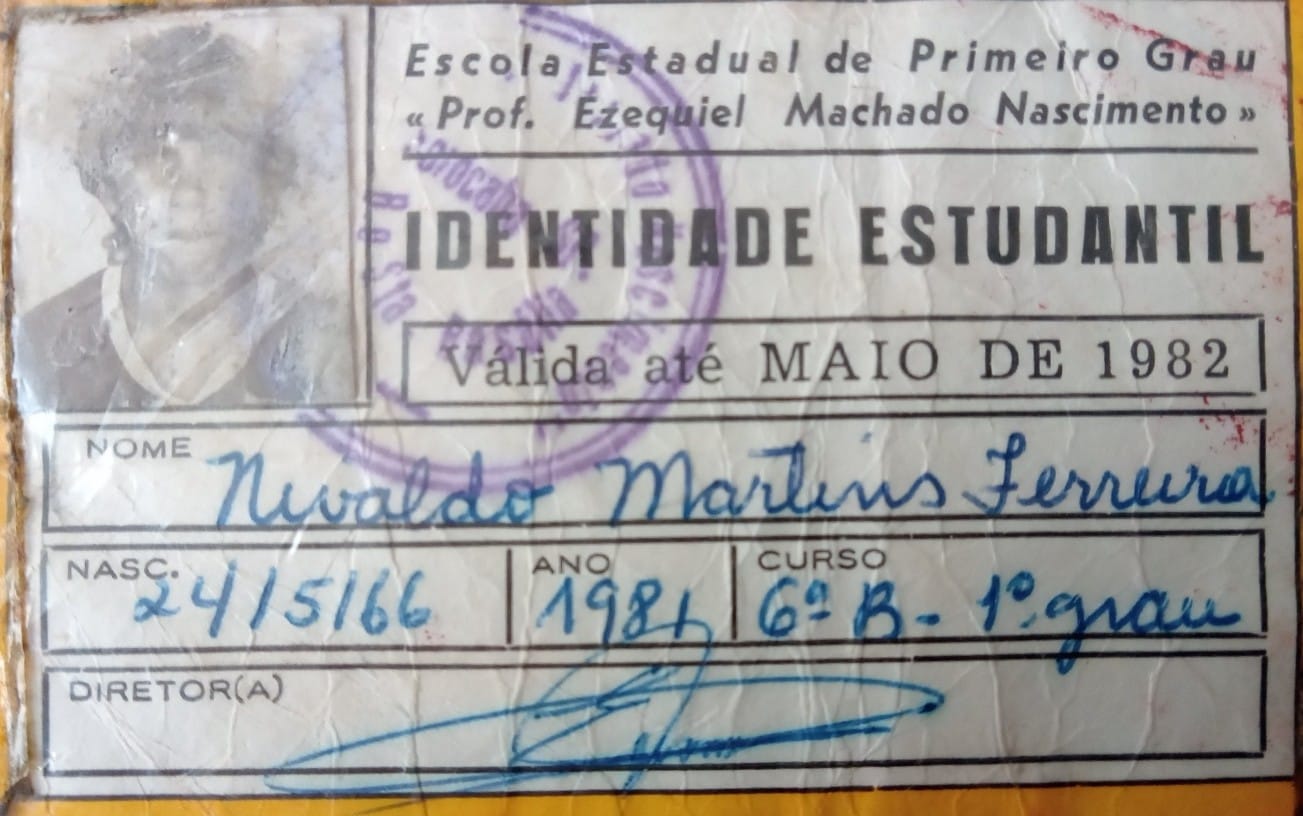 Escola Estadual de Primeiro Grau
« Prof. Ezequiel Machado Nascimento »
IDENTIDADE ESTUDANTIL
Válida até MAIO DE 1982
NOME
Nivaldo Martins Ferreira
NASC. ANO CURSO
24/5/66 1981 6ª B - 1º. grau
DIRETOR(A)